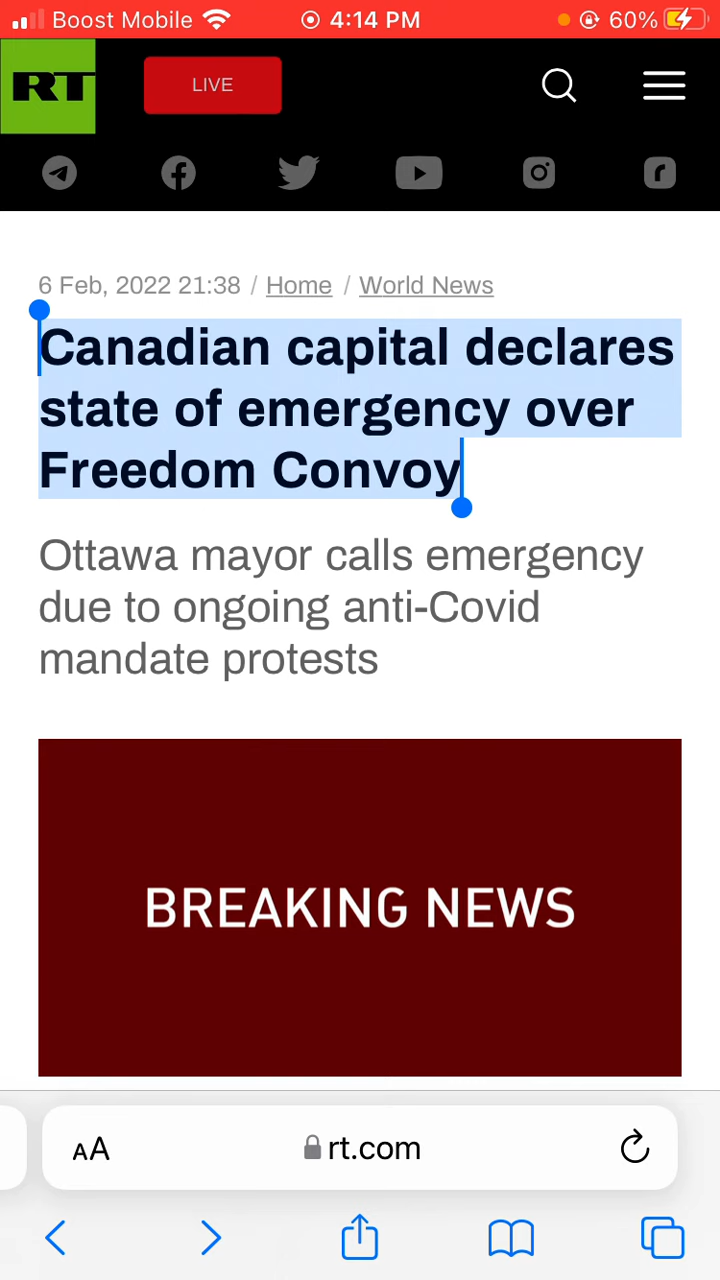 Boost Mobile 4:14 PM 60%
RT LIVE
6 Feb, 2022 21:38 / Home / World News
Canadian capital declares
state of emergency over
Freedom Convoy
Ottawa mayor calls emergency
due to ongoing anti-Covid
mandate protests
BREAKING NEWS
AA rt.com